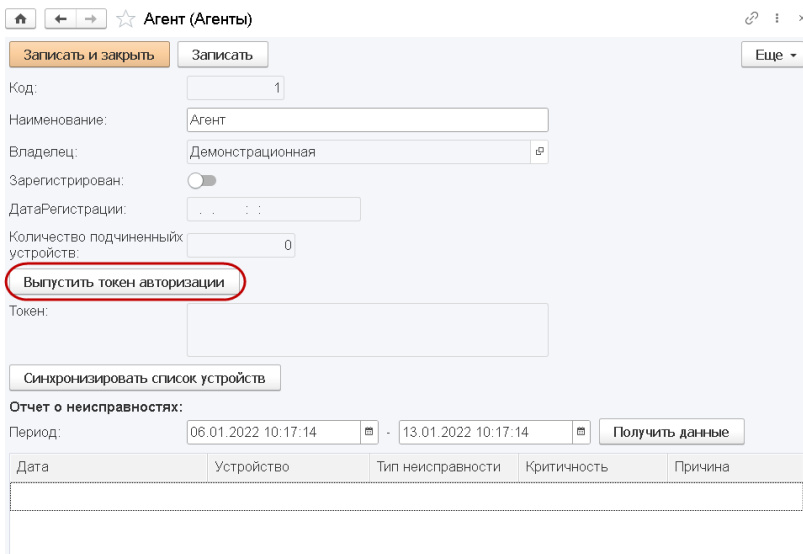 Агент (Агенты)
Записать и закрыть Записать Еще
Код: 1
Наименование: Агент
Владелец: Демонстрационная
Зарегистрирован:
ДатаРегистрации: . . : :
Количество подчиненныйх
устройств: 0
Выпустить токен авторизации
Токен:
Синхронизировать список устройств
Отчет о неисправностях:
Период: 06.01.2022 10:17:14 - 13.01.2022 10:17:14 Получить данные
Дата Устройство Тип неисправности Критичность Причина